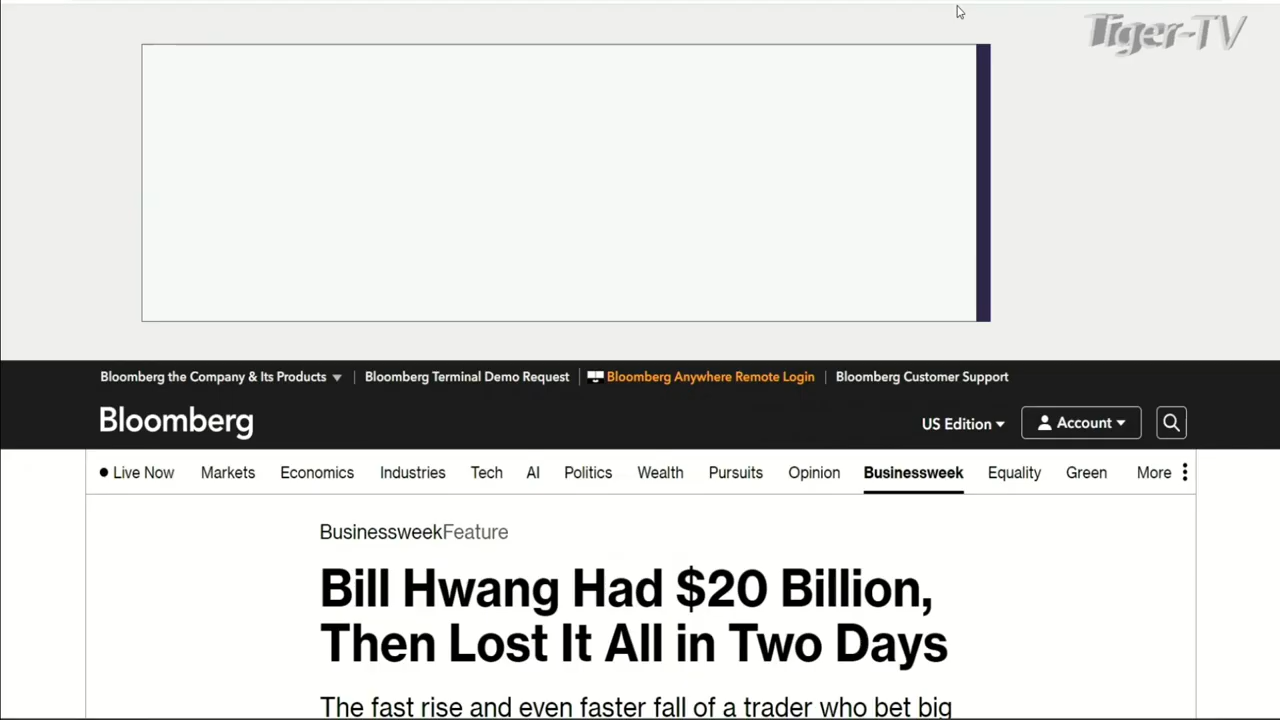 Tiger-TV
Bloomberg the Company & Its Products
Bloomberg Terminal Demo Request
Bloomberg Anywhere Remote Login
Bloomberg Customer Support
Bloomberg
US Edition
Account
Live Now
Markets
Economics
Industries
Tech
AI
Politics
Wealth
Pursuits
Opinion
Businessweek
Equality
Green
More
BusinessweekFeature
Bill Hwang Had $20 Billion,
Then Lost It All in Two Days
The fast rise and even faster fall of a trader who bet big